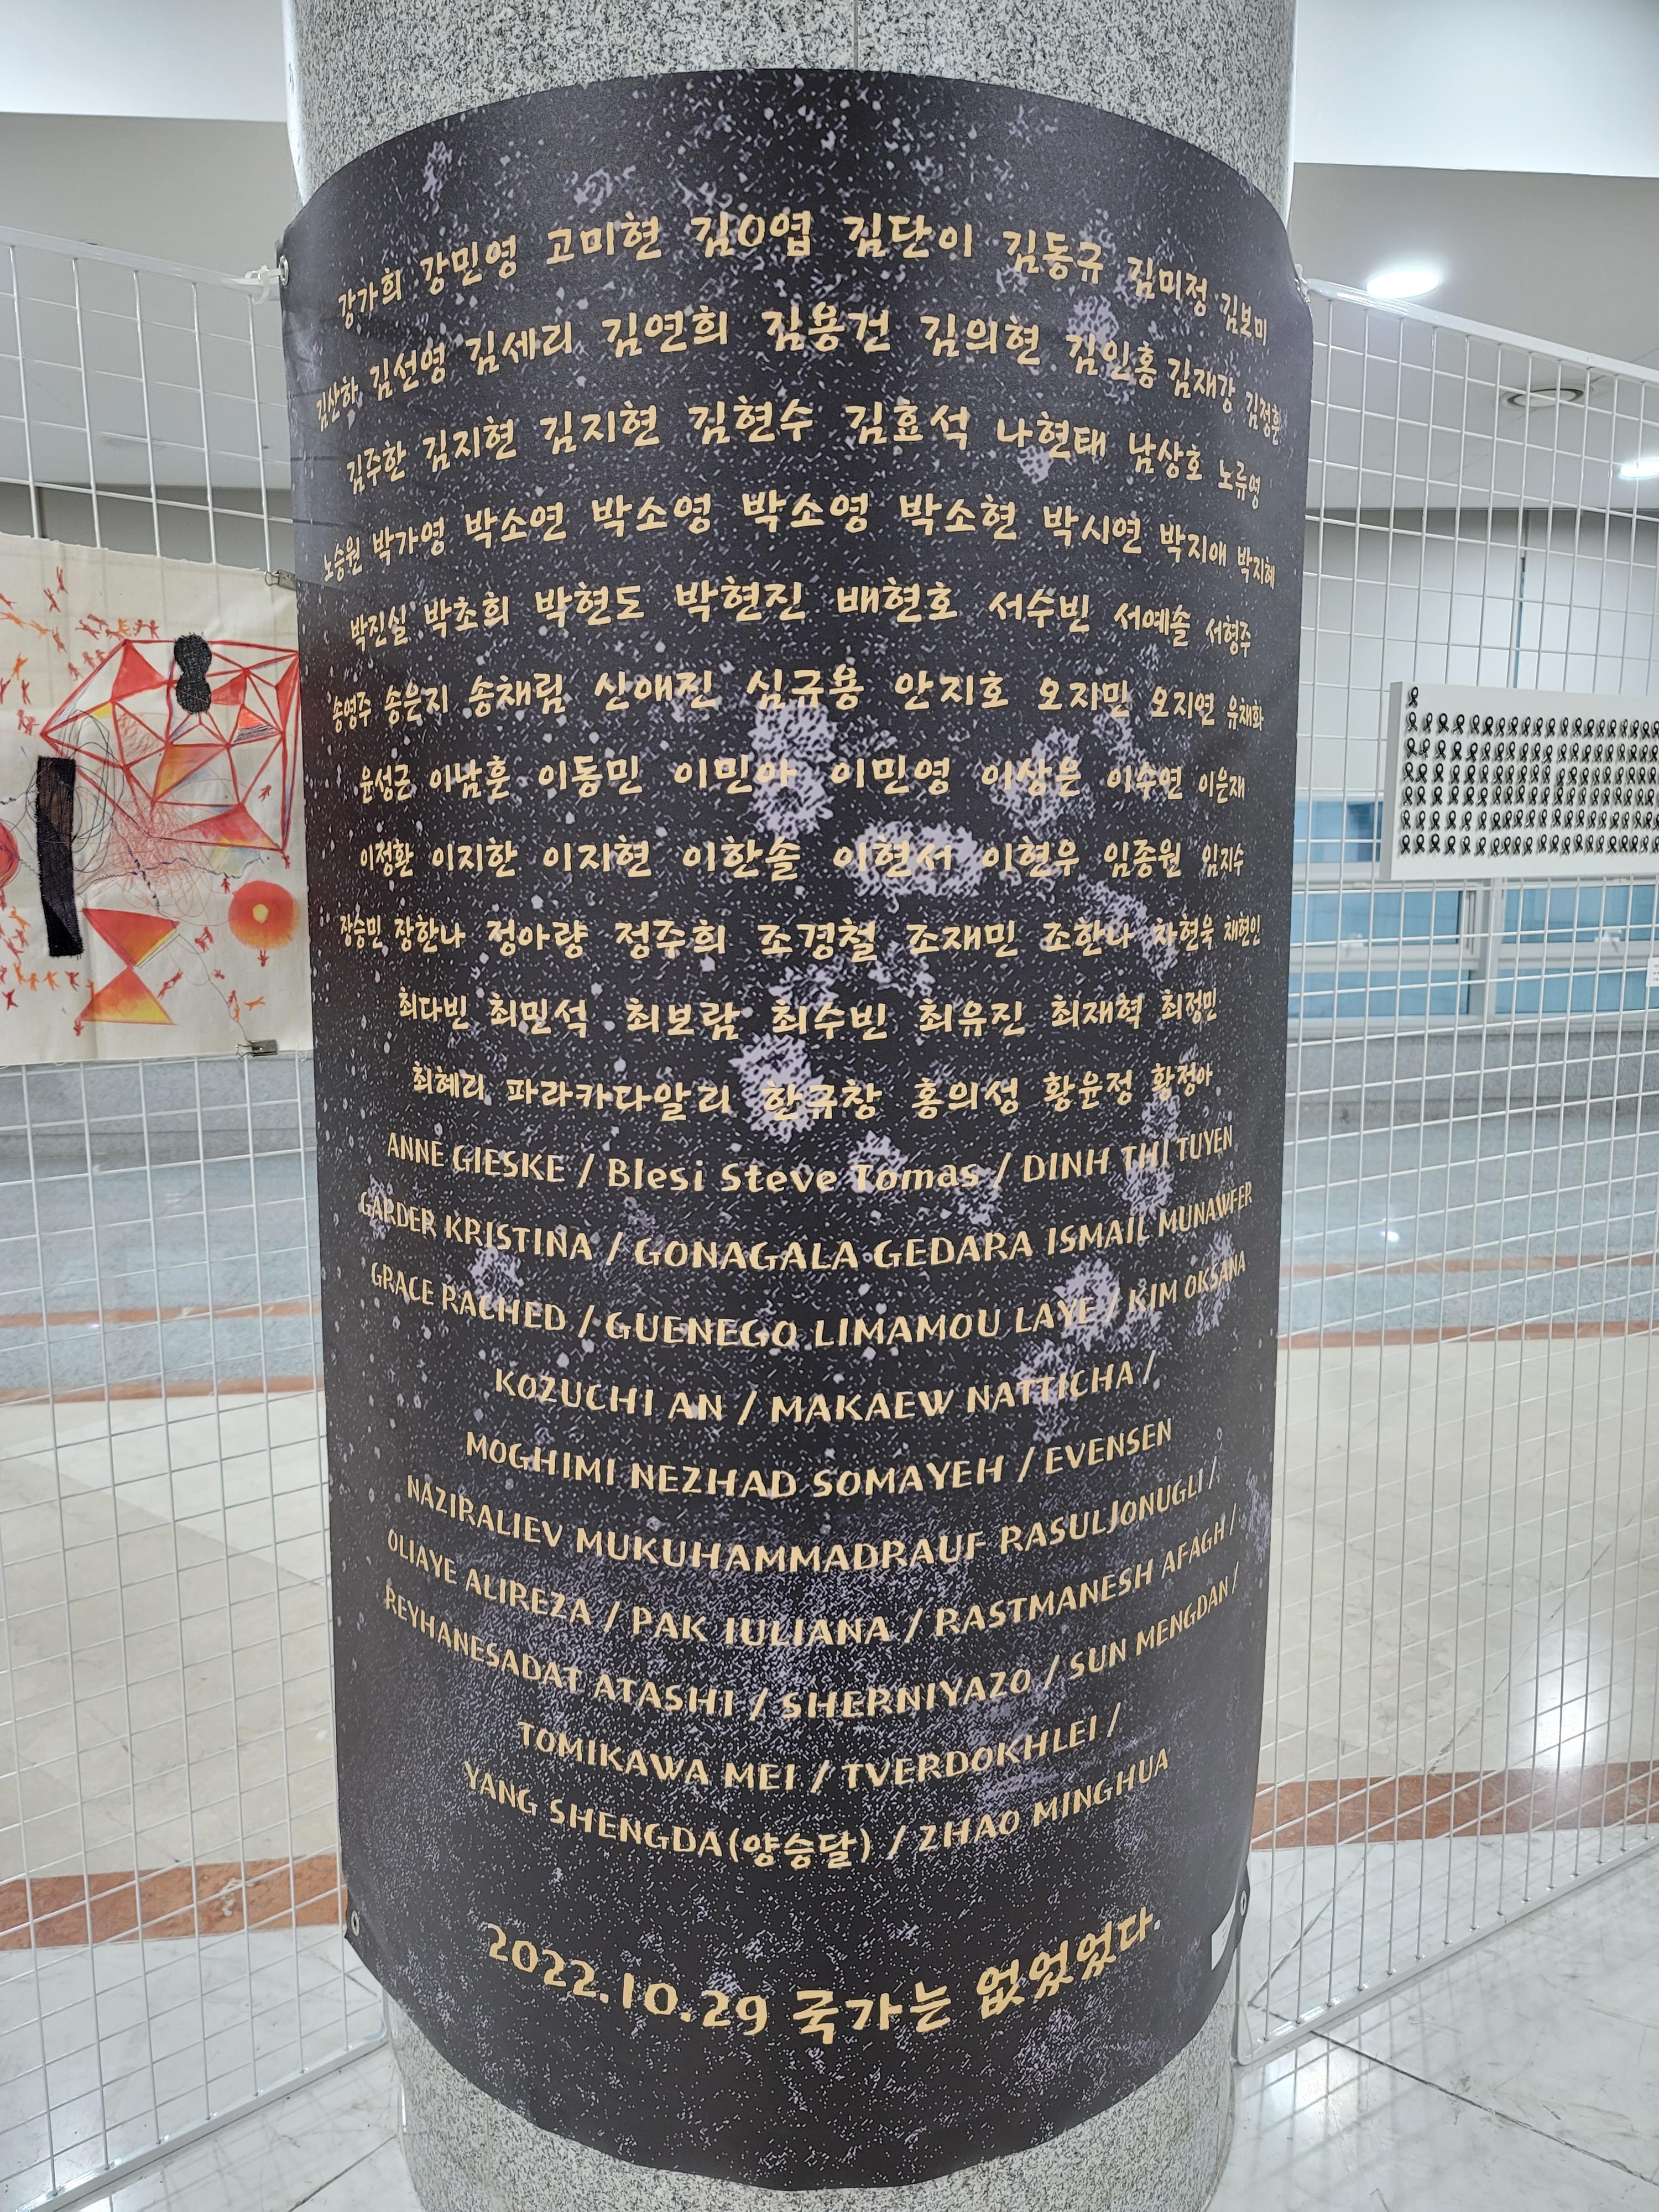 강가희 강민영 고미현 김O엽 김단이 김동규 김미정 김보미
김산하 김선영 김세리 김연희 김용건 김의현 김인홍 김재강 김정훈
김주한 김지현 김지현 김현수 김효석 나현태 남상호 노류영
노승원 박가영 박소연 박소영 박소영 박소현 박시연 박지애 박지혜
박진실 박초희 박현도 박현진 배현호 서수빈 서예솔 서형주
송영주 송은지 송채림 신애진 심규용 안지호 오지민 오지연 유채화
윤성근 이남훈 이동민 이민아 이민영 이상은 이수연 이은재
이정환 이지한 이지현 이한솔 이현서 이현우 임종원 임지수
장승민 장한나 정아량 정주희 조경철 조재민 조한나 차현욱 채현인
최다빈 최민석 최보람 최수빈 최유진 최재혁 최정민
최혜리 파라카다알리 한규창 홍의성 황윤정 황정아
ANNE GIESKE / Blesi Steve Tomas / DINH THI TUYEN
GARDER KRISTINA / GONAGALA GEDARA ISMAIL MUNAWFER
GRACE RACHED / GUENEGO LIMAMOU LAYE / KIM OKSANA
KOZUCHI AN / MAKAEW NATTICHA /
MOGHIMI NEZHAD SOMAYEH / EVENSEN
NAZIRALIEV MUKUHAMMADRAUF RASULJONUGLI /
OLIAYE ALIREZA / PAK IULIANA / RASTMANESH AFAGH /
REYHANESADAT ATASHI / SHERNIYAZO / SUN MENGDAN /
TOMIKAWA MEI / TVERDOKHLEI /
YANG SHENGDA(양승달) / ZHAO MINGHUA
2022.10.29 국가는 없었었다.